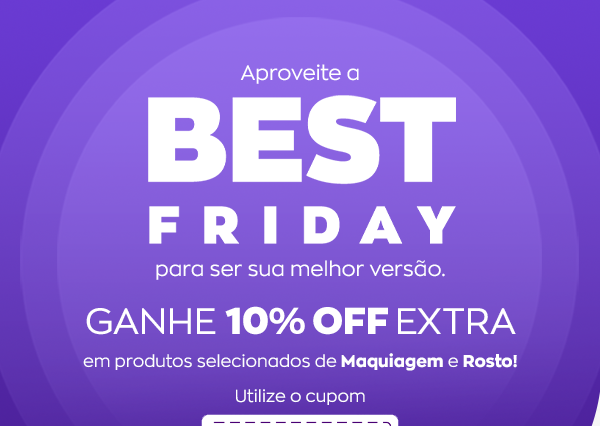 Aproveite a
BEST
FRIDAY
para ser sua melhor versão.
GANHE 10% OFF EXTRA
em produtos selecionados de Maquiagem e Rosto!
Utilize o cupom